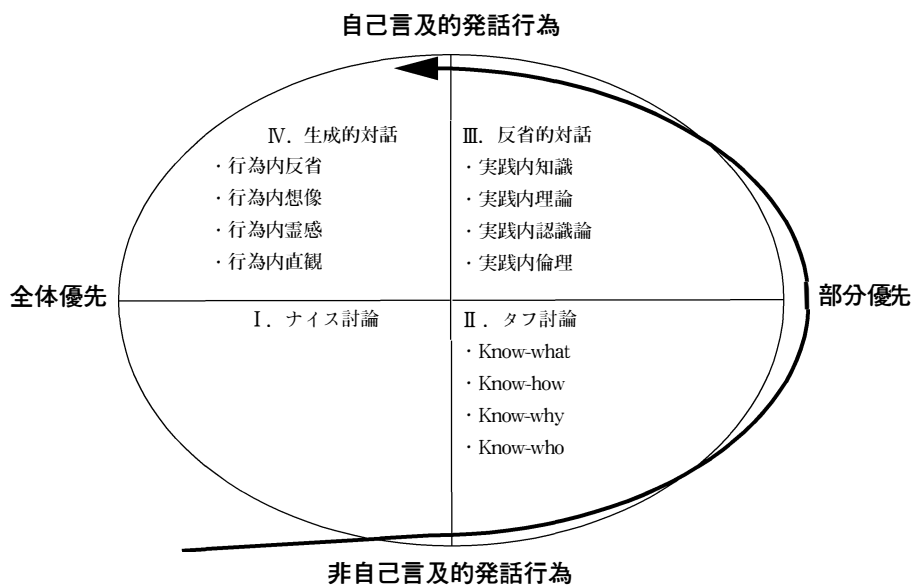 自己言及的発話行為
Ⅳ．生成的対話
・行為内反省
・行為内想像
・行為内霊感
・行為内直観
Ⅲ．反省的対話
・実践内知識
・実践内理論
・実践内認識論
・実践内倫理
全体優先
部分優先
Ⅰ．ナイス討論
Ⅱ．タフ討論
・Know-what
・Know-how
・Know-why
・Know-who
非自己言及的発話行為